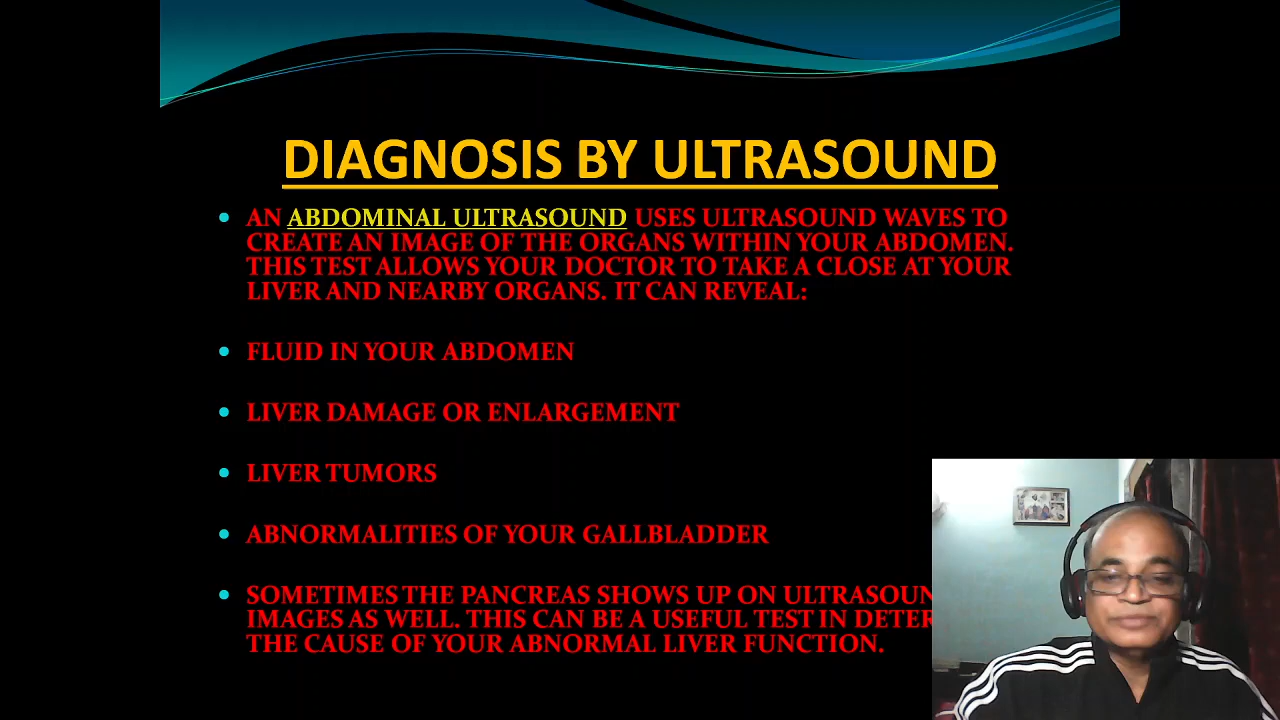 DIAGNOSIS BY ULTRASOUND
• AN ABDOMINAL ULTRASOUND USES ULTRASOUND WAVES TO
CREATE AN IMAGE OF THE ORGANS WITHIN YOUR ABDOMEN.
THIS TEST ALLOWS YOUR DOCTOR TO TAKE A CLOSE AT YOUR
LIVER AND NEARBY ORGANS. IT CAN REVEAL:
• FLUID IN YOUR ABDOMEN
• LIVER DAMAGE OR ENLARGEMENT
• LIVER TUMORS
• ABNORMALITIES OF YOUR GALLBLADDER
• SOMETIMES THE PANCREAS SHOWS UP ON
IMAGES AS WELL. THIS CAN BE A USEFUL TEST IN
THE CAUSE OF YOUR ABNORMAL LIVER FUNCTION.